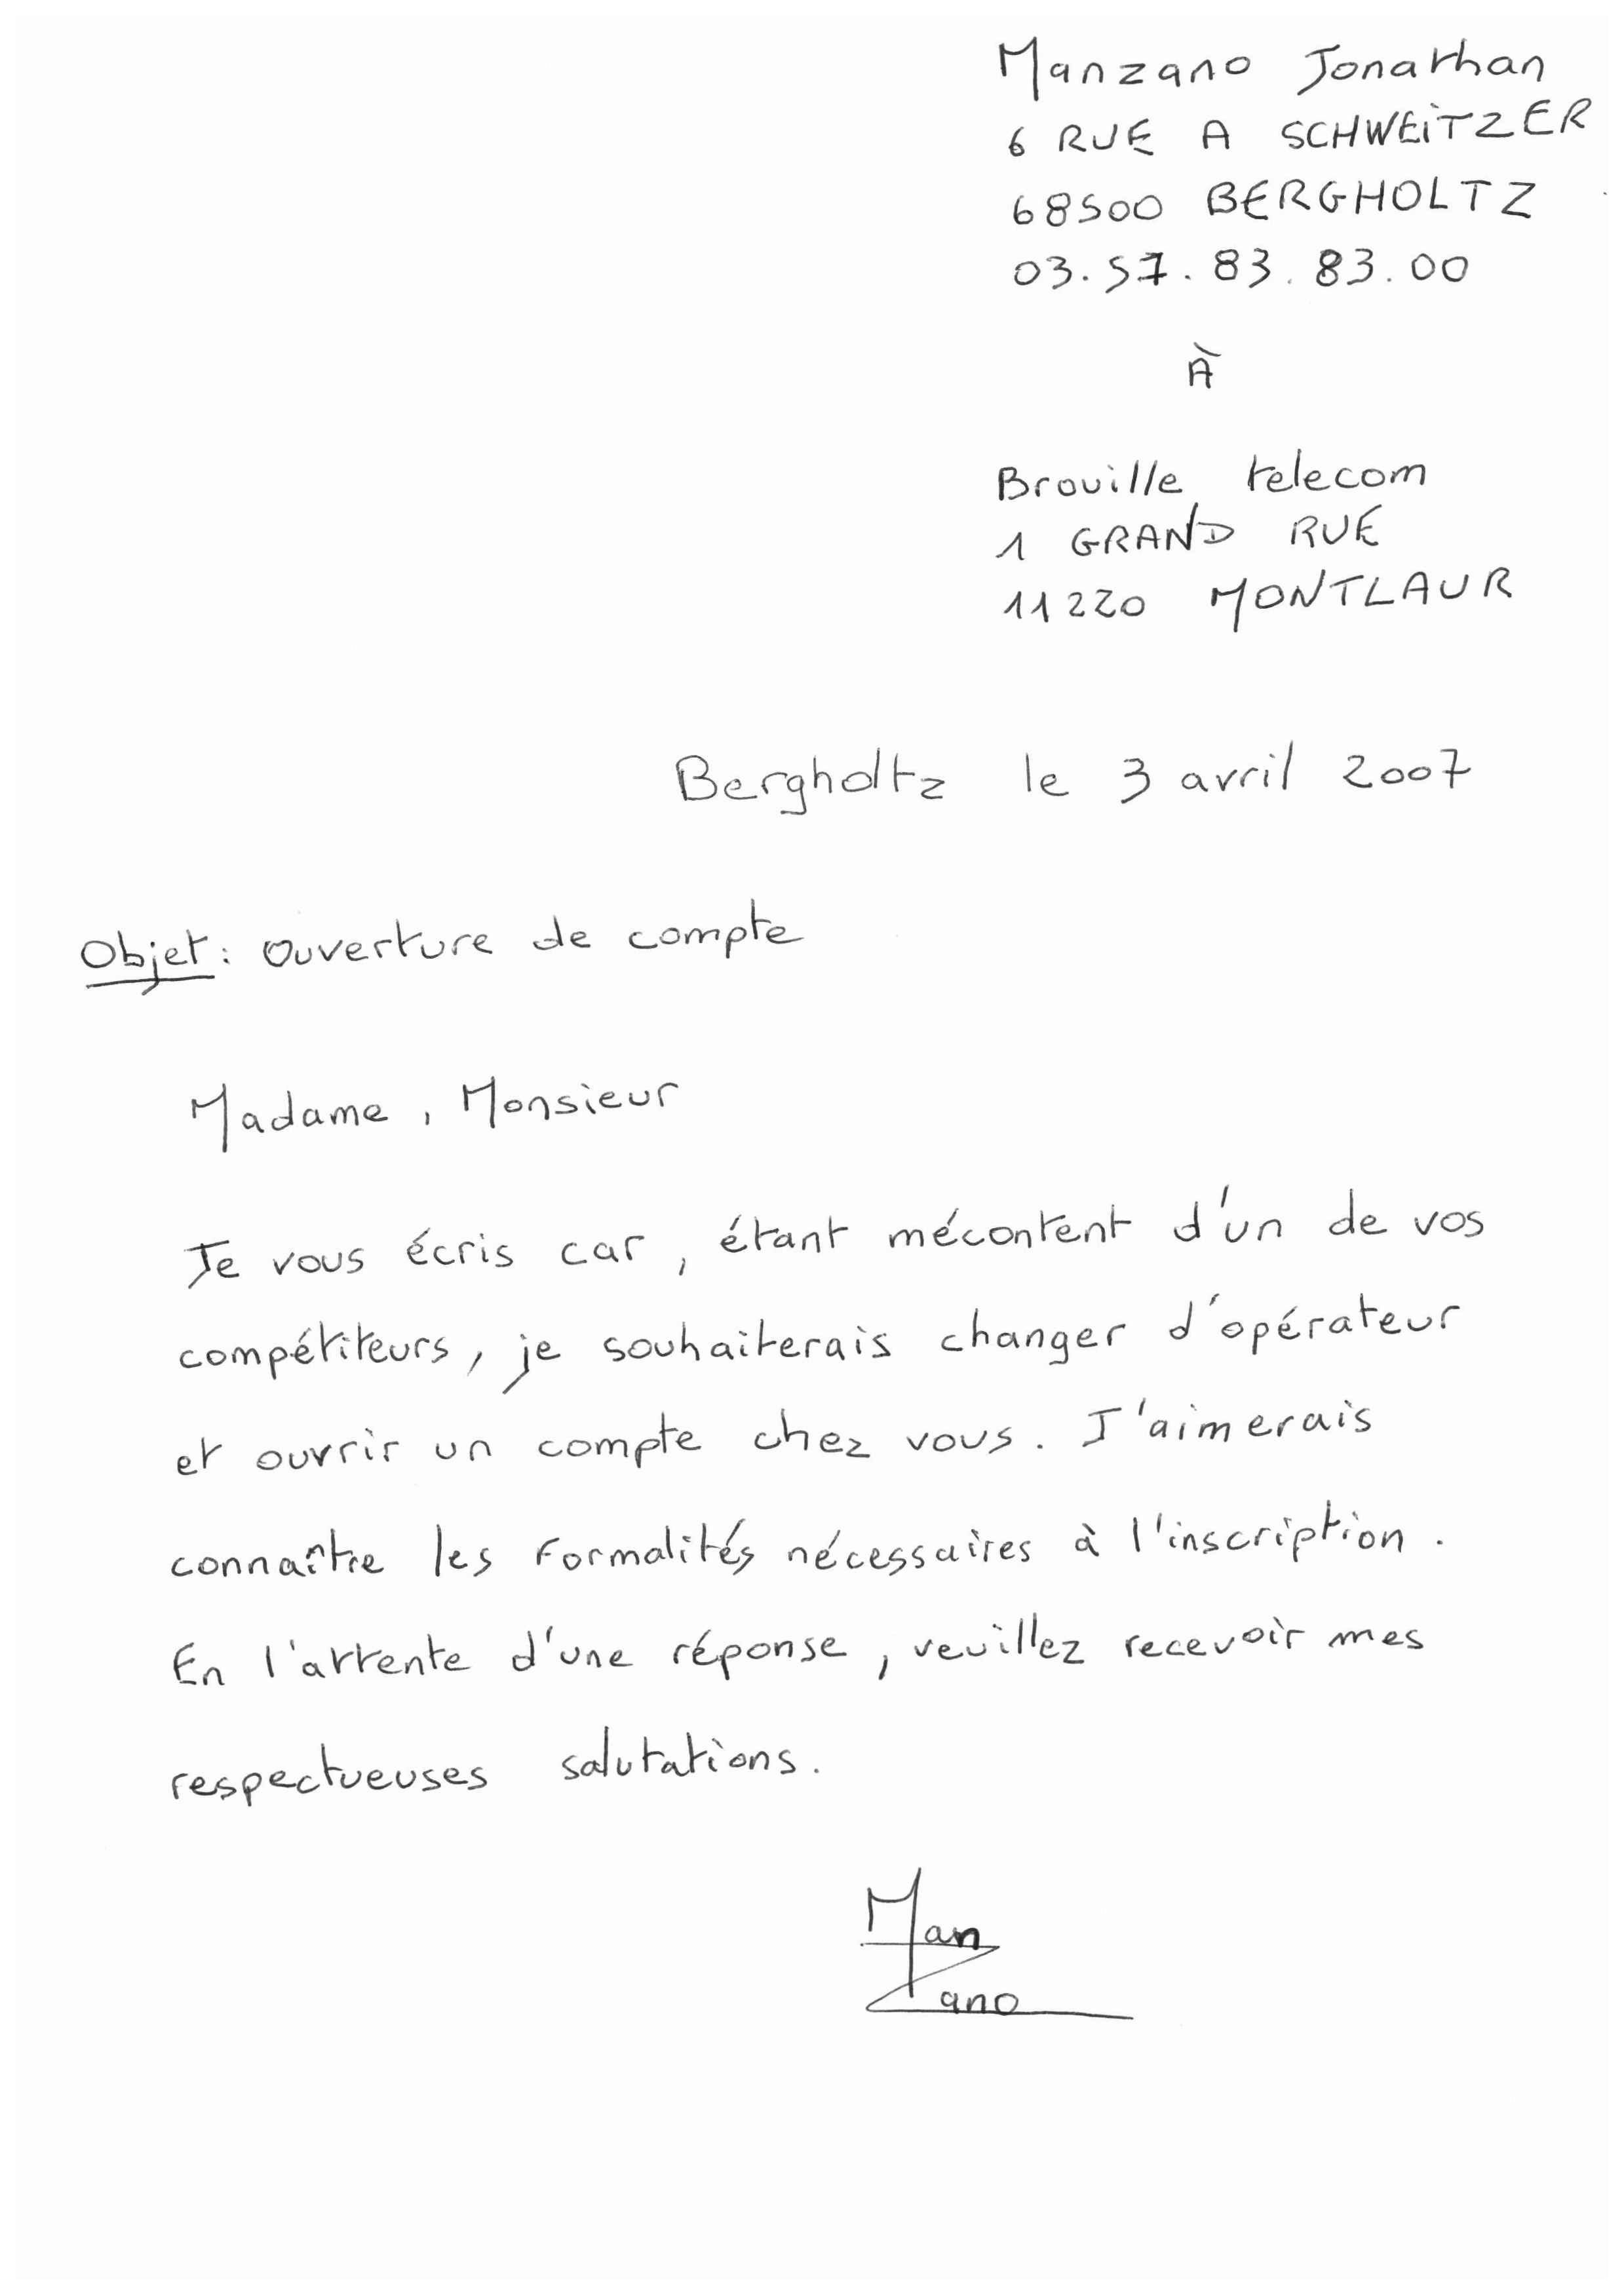 Manzano Jonathan
6 RUE A SCHWEITZER
68500 BERGHOLTZ
03.57.83.83.00
À
Brouille telecom
1 GRAND RUE
11220 MONTLAUR
Bergholtz le 3 avril 2007
Objet : Ouverture de compte
Madame, Monsieur
Je vous écris car, étant mécontent d'un de vos
compétiteurs, je souhaiterais changer d'opérateur
et ouvrir un compte chez vous. J'aimerais
connaître les formalités nécessaires à l'inscription.
En l'attente d'une réponse, veuillez recevoir mes
respectueuses salutations.
Man
Zano